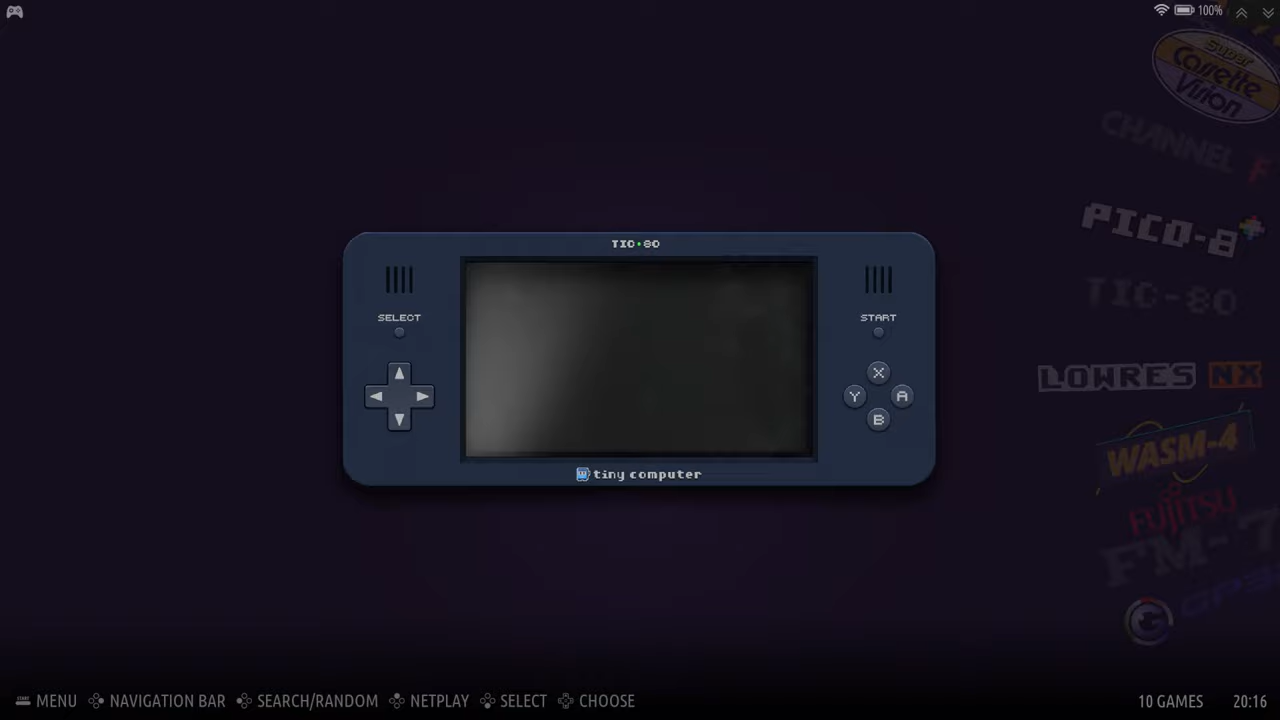 100%
Super
Cassette
Vision
CHANNEL F
PICO-8
TIC-80
LOWRES NX
WASM-4
FUJITSU
FM-7
TIC-80
SELECT
START
X
Y
A
B
tiny computer
START MENU
NAVIGATION BAR
SEARCH/RANDOM
NETPLAY
SELECT
CHOOSE
10 GAMES
20:16